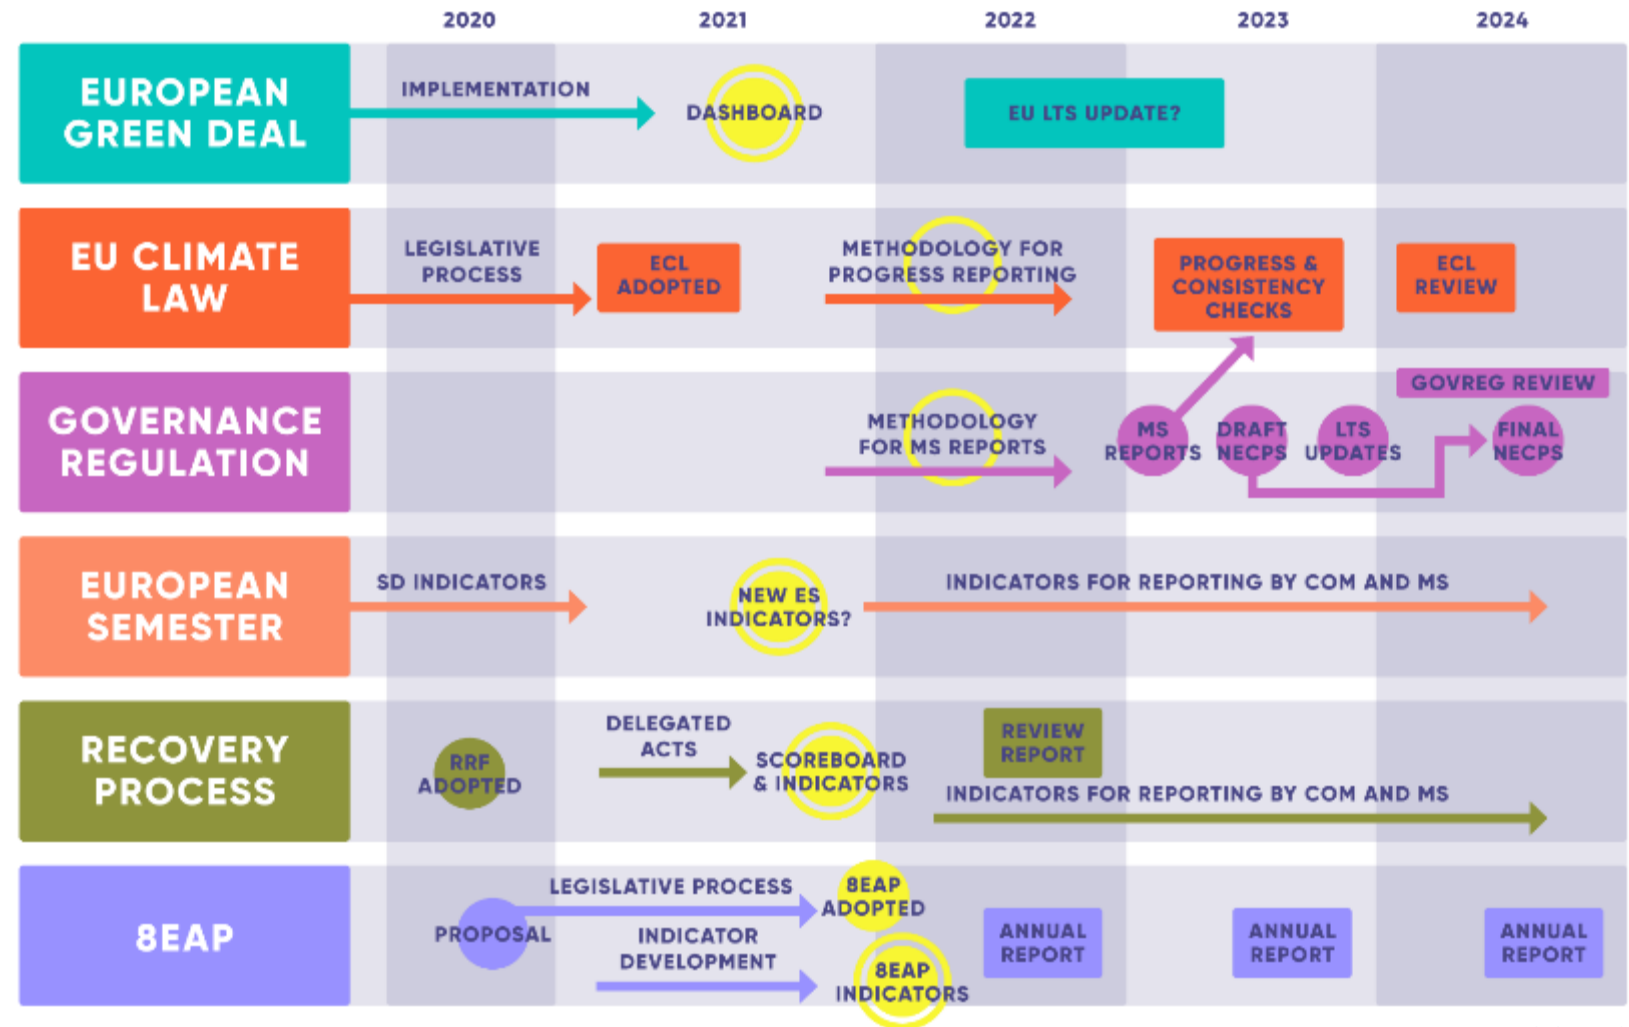 2020 2021 2022 2023 2024
EUROPEAN
GREEN DEAL
IMPLEMENTATION
DASHBOARD
EU LTS UPDATE?
EU CLIMATE
LAW
LEGISLATIVE
PROCESS
ECL
ADOPTED
METHODOLOGY FOR
PROGRESS REPORTING
PROGRESS &
CONSISTENCY
CHECKS
ECL
REVIEW
GOVERNANCE
REGULATION
METHODOLOGY
FOR MS REPORTS
MS
REPORTS
DRAFT
NECPS
LTS
UPDATES
GOVREG REVIEW
FINAL
NECPS
EUROPEAN
SEMESTER
SD INDICATORS
NEW ES
INDICATORS?
INDICATORS FOR REPORTING BY COM AND MS
RECOVERY
PROCESS
RRF
ADOPTED
DELEGATED
ACTS
SCOREBOARD
& INDICATORS
REVIEW
REPORT
INDICATORS FOR REPORTING BY COM AND MS
8EAP
PROPOSAL
LEGISLATIVE PROCESS
8EAP
ADOPTED
INDICATOR
DEVELOPMENT
8EAP
INDICATORS
ANNUAL
REPORT
ANNUAL
REPORT
ANNUAL
REPORT